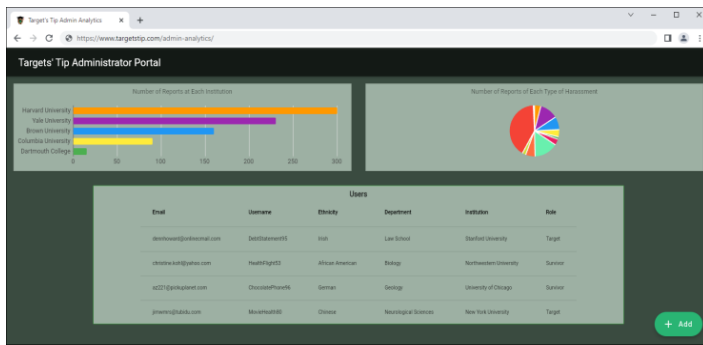 Target's Tip Admin Analytics
https://www.targetstip.com/admin-analytics/
Targets' Tip Administrator Portal
Number of Reports at Each Institution
Harvard University
Yale University
Brown University
Columbia University
Dartmouth College
0 50 100 150 200 250 300
Number of Reports of Each Type of Harassment
Users
Email Username Ethnicity Department Institution Role
DebtStatement95 Irish Law School Stanford University Target
HealthFlight53 African American Biology Northwestern University Survivor
ChocolatePhone96 German Geology University of Chicago Survivor
MovieHealth80 Chinese Neurological Sciences New York University Target
+ Add